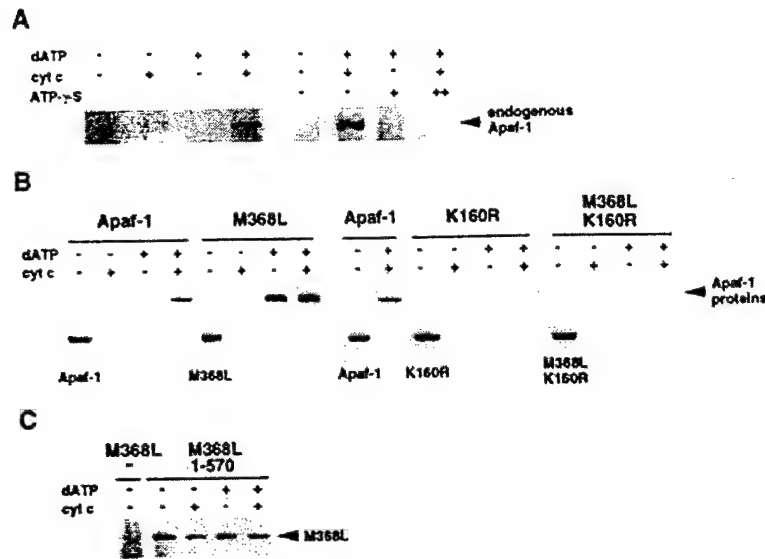 A
dATP - - + + - + + +
cyt c - + - + - + - +
ATP-γ-S - - + ++
endogenous
Apaf-1
B
Apaf-1 M368L Apaf-1 K160R M368L
K160R
dATP - - + + - - + + - + - - + + - - + +
cyt c - + - + - + - + - + - + - + - + - +
Apaf-1
proteins
Apaf-1 M368L Apaf-1 K160R M368L
K160R
C
M368L M368L
- 1-570
dATP - - - + +
cyt c - - + - +
M368L